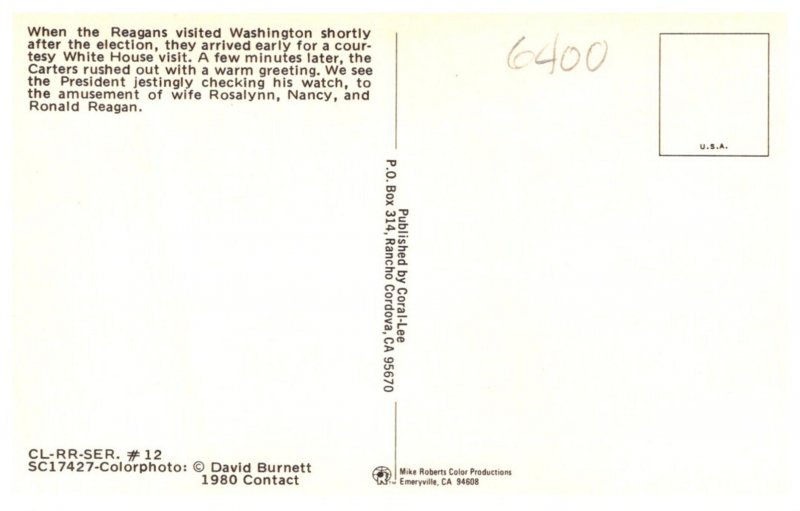 When the Reagans visited Washington shortly
after the election, they arrived early for a cour-
tesy White House visit. A few minutes later, the
Carters rushed out with a warm greeting. We see
the President jestingly checking his watch, to
the amusement of wife Rosalynn, Nancy, and
Ronald Reagan.
6400
U.S.A.
Published by Coral-Lee
P.O. Box 314, Rancho Cordova, CA 95670
CL-RR-SER. #12
SC17427-Colorphoto: © David Burnett
1980 Contact
Mike Roberts Color Productions
Emeryville, CA 94608